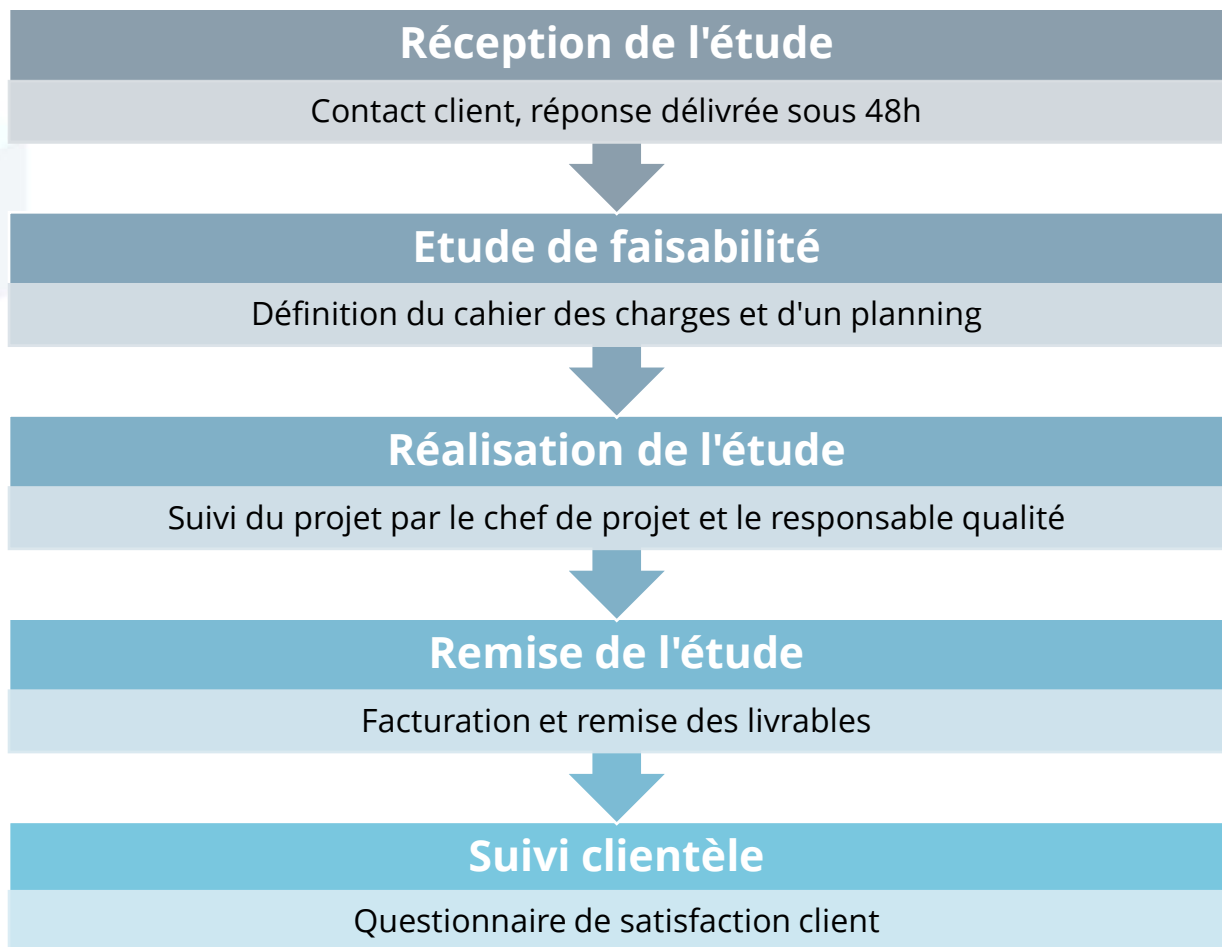 Réception de l'étude
Contact client, réponse délivrée sous 48h
Etude de faisabilité
Définition du cahier des charges et d'un planning
Réalisation de l'étude
Suivi du projet par le chef de projet et le responsable qualité
Remise de l'étude
Facturation et remise des livrables
Suivi clientèle
Questionnaire de satisfaction client